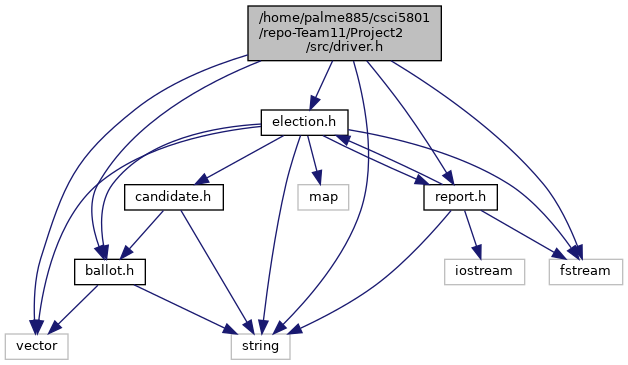 /home/palme885/csci5801
/repo-Team11/Project2
/src/driver.h
election.h
candidate.h
map
report.h
ballot.h
iostream
fstream
vector
string